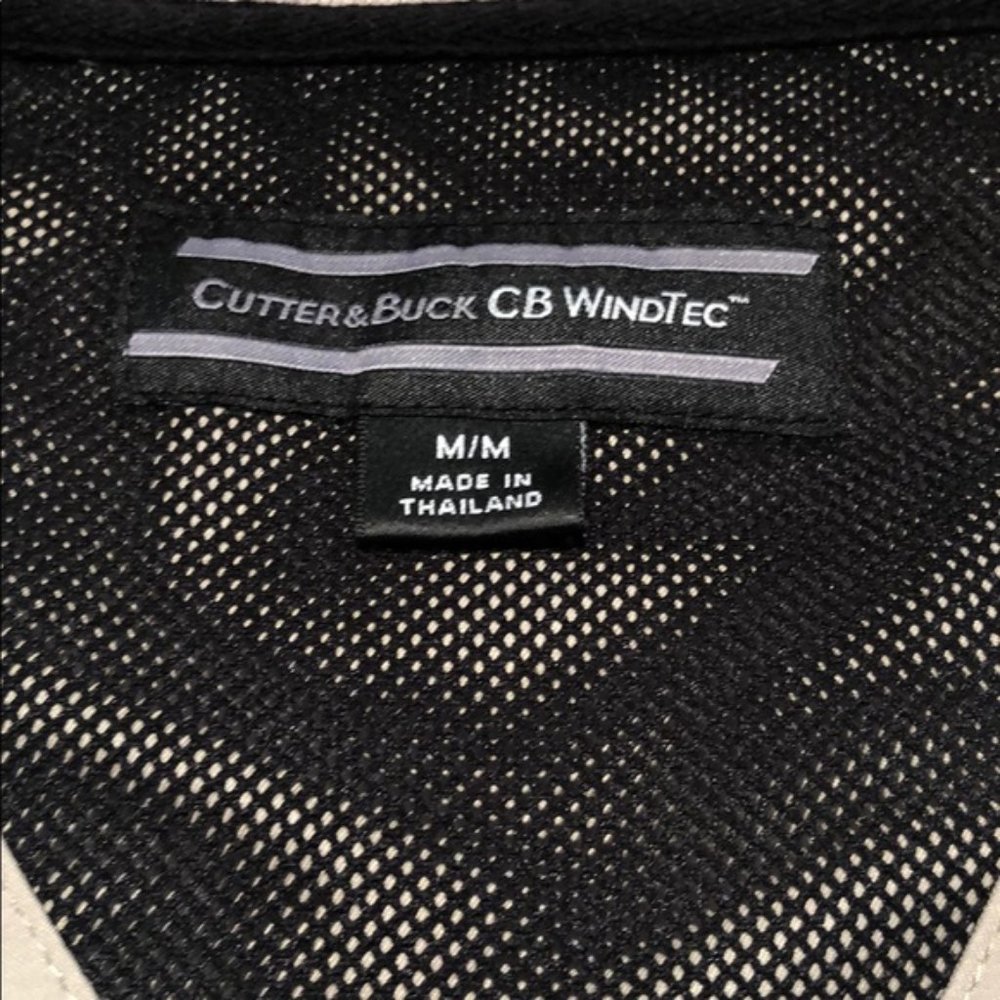 CUTTER&BUCK CB WINDTEC™
M/M
MADE IN
THAILAND